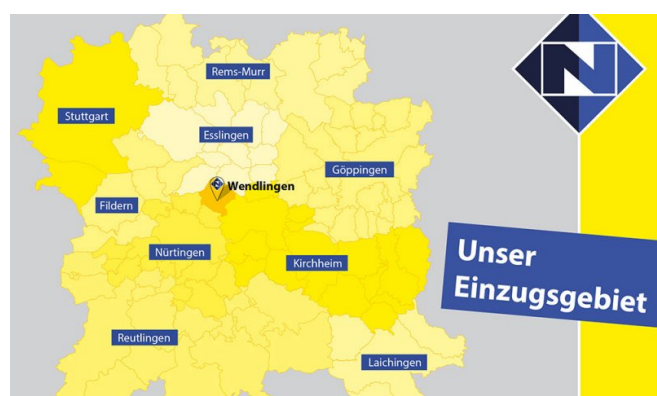 Rems-Murr
Stuttgart
Esslingen
Göppingen
Wendlingen
Fildern
Nürtingen
Kirchheim
Reutlingen
Laichingen
N
Unser
Einzugsgebiet